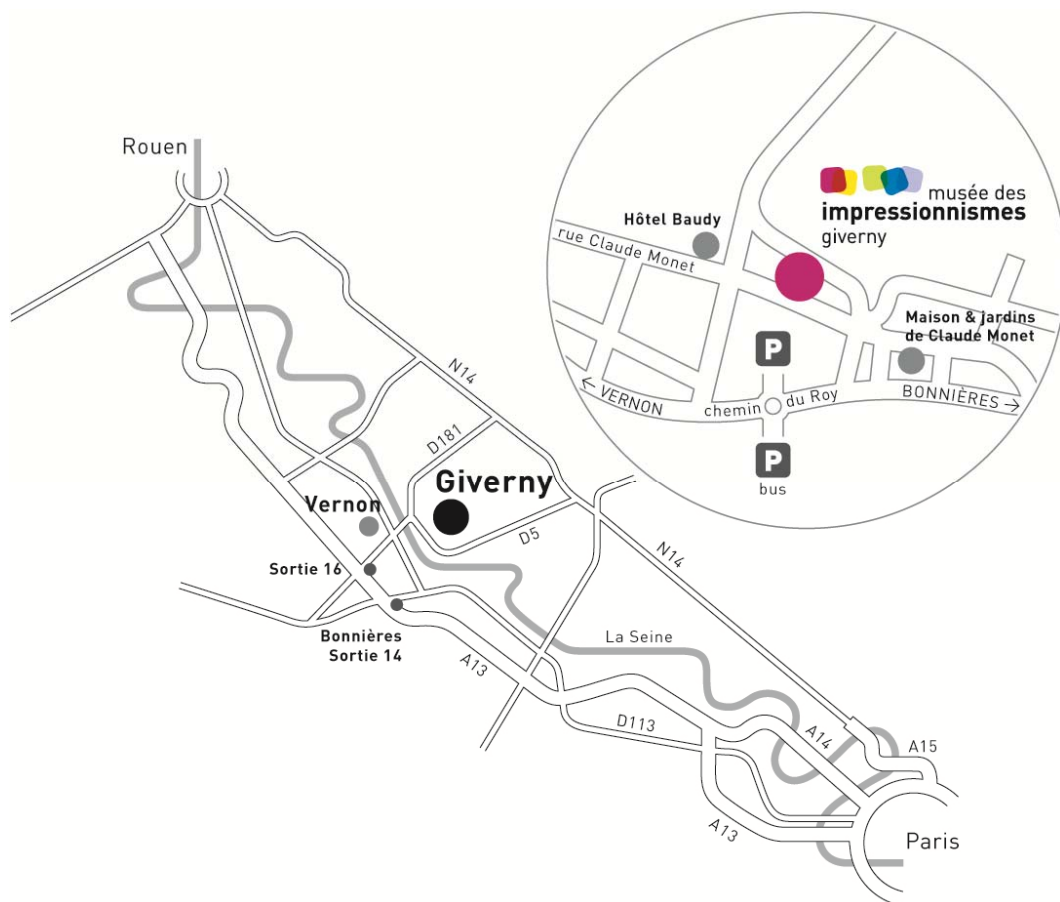 Rouen
N14
D181
Giverny
Vernon
D5
Sortie 16
N14
Bonnières
Sortie 14
La Seine
A13
D113
A14
A15
A13
Paris
musée des
impressionnismes
giverny
Hôtel Baudy
rue Claude Monet
Maison & jardins
de Claude Monet
P
← VERNON
chemin du Roy
BONNIÈRES →
P
bus